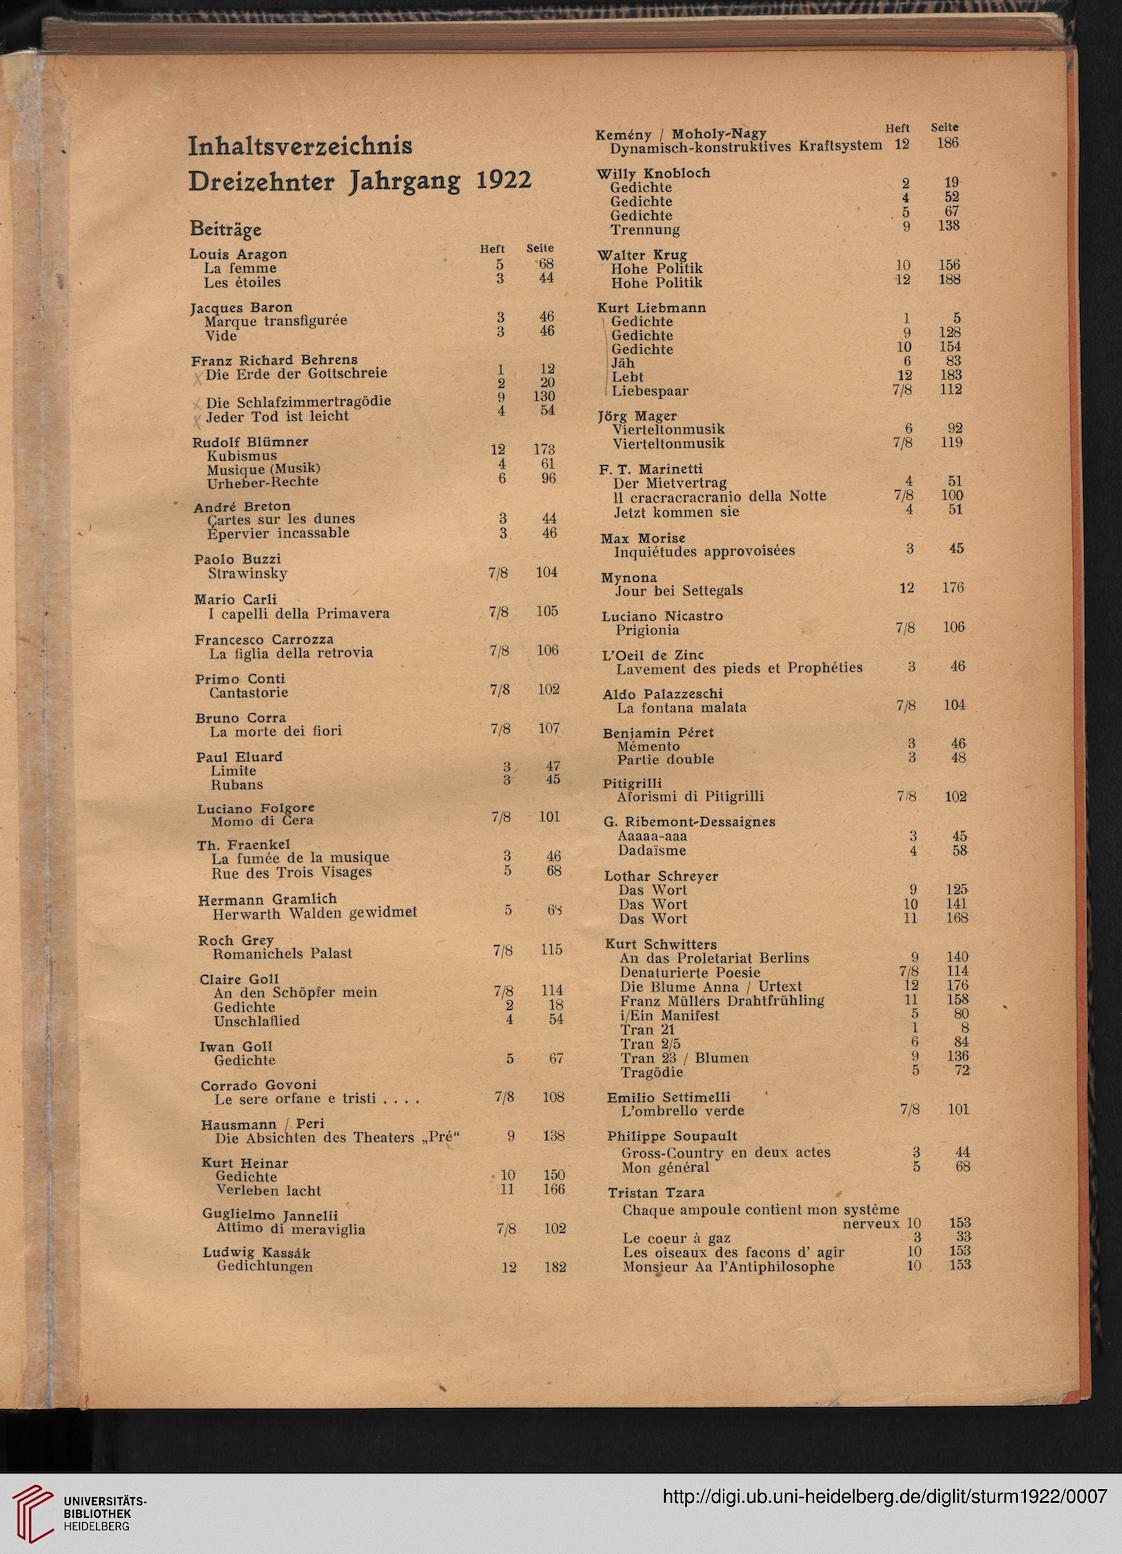 Inhaltsverzeichnis
Dreizehnter Jahrgang 1922
Beiträge
Heft Seite
Louis Aragon
La femme 5 68
Les étoiles 3 44
Jacques Baron
Marque transfigurée 3 46
Vide 3 46
Franz Richard Behrens
Die Erde der Gottschreie 1 12
2 20
Die Schlafzimmertragödie 9 130
Jeder Tod ist leicht 4 54
Rudolf Blümner
Kubismus 12 173
Musique (Musik) 4 61
Urheber-Rechte 6 96
André Breton
Çartes sur les dunes 3 44
Épervier incassable 3 46
Paolo Buzzi
Strawinsky 7/8 104
Mario Carli
I capelli della Primavera 7/8 105
Francesco Carrozza
La figlia della retrovia 7/8 106
Primo Conti
Cantastorie 7/8 102
Bruno Corra
La morte dei fiori 7/8 107
Paul Eluard
Limite 3 47
Rubans 3 45
Luciano Folgore
Momo di Cera 7/8 101
Th. Fraenkel
La fumée de la musique 3 46
Rue des Trois Visages 5 68
Hermann Gramlich
Herwarth Walden gewidmet 5 68
Roch Grey
Romanichels Palast 7/8 115
Claire Goll
An den Schöpfer mein 7/8 114
Gedichte 2 18
Unschlaflied 4 54
Iwan Goll
Gedichte 5 67
Corrado Govoni
Le sere orfane e tristi . . . . 7/8 108
Hausmann / Peri
Die Absichten des Theaters „Pré“ 9 138
Kurt Heinar
Gedichte 10 150
Verleben lacht 11 166
Guglielmo Jannelli
Attimo di meraviglia 7/8 102
Ludwig Kassák
Gedichtungen 12 182
Heft Seite
Kemény / Moholy-Nagy
Dynamisch-konstruktives Kraftsystem 12 186
Willy Knobloch
Gedichte 2 19
Gedichte 4 52
Gedichte 5 67
Trennung 9 138
Walter Krug
Hohe Politik 10 156
Hohe Politik 12 188
Kurt Liebmann
Gedichte 1 5
Gedichte 9 128
Gedichte 10 154
Jäh 6 83
Lebt 12 183
Liebespaar 7/8 112
Jörg Mager
Vierteltonmusik 6 92
Vierteltonmusik 7/8 119
F. T. Marinetti
Der Mietvertrag 4 51
Il cracracracranio della Notte 7/8 100
Jetzt kommen sie 4 51
Max Morise
Inquiétudes approvoisées 3 45
Mynona
Jour bei Settegals 12 176
Luciano Nicastro
Prigionia 7/8 106
L'Oeil de Zinc
Lavement des pieds et Prophéties 3 46
Aldo Palazzeschi
La fontana malata 7/8 104
Benjamin Péret
Mémento 3 46
Partie double 3 48
Pitigrilli
Aforismi di Pitigrilli 7/8 102
G. Ribemont-Dessaignes
Aaaaa-aaa 3 45
Dadaïsme 4 58
Lothar Schreyer
Das Wort 9 125
Das Wort 10 141
Das Wort 11 168
Kurt Schwitters
An das Proletariat Berlins 9 140
Denaturierte Poesie 7/8 114
Die Blume Anna / Urtext 12 176
Franz Müllers Drahtfrühling 11 158
i/Ein Manifest 5 80
Tran 21 1 8
Tran 2/5 6 84
Tran 23 / Blumen 9 136
Tragödie 5 72
Emilio Settimelli
L'ombrello verde 7/8 101
Philippe Soupault
Gross-Country en deux actes 3 44
Mon général 5 68
Tristan Tzara
Chaque ampoule contient mon système
nerveux 10 153
Le coeur à gaz 3 33
Les oiseaux des facons d' agir 10 153
Monsieur Aa l'Antiphilosophe 10 153
UNIVERSITÄTS-
BIBLIOTHEK
HEIDELBERG
http://digi.ub.uni-heidelberg.de/diglit/sturm1922/0007